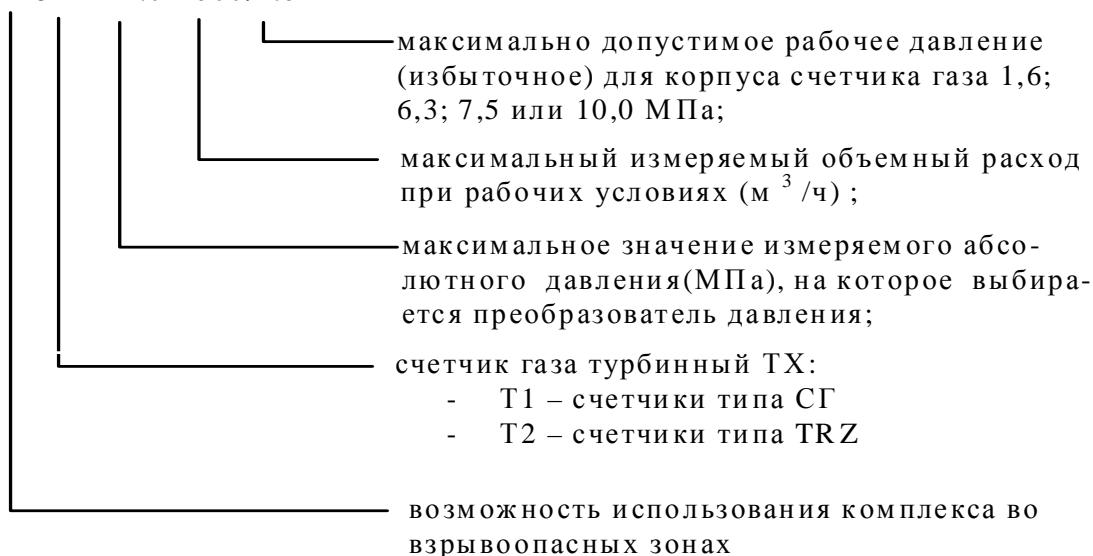 максимально допустимое рабочее давление
(избыточное) для корпуса счетчика газа 1,6;
6,3; 7,5 или 10,0 МПа;
максимальный измеряемый объемный расход
при рабочих условиях (м ³ /ч) ;
максимальное значение измеряемого абсо-
лютного давления(МПа), на которое выбира-
ется преобразователь давления;
счетчик газа турбинный ТХ:
- Т1 – счетчики типа СГ
- Т2 – счетчики типа TRZ
возможность использования комплекса во
взрывоопасных зонах